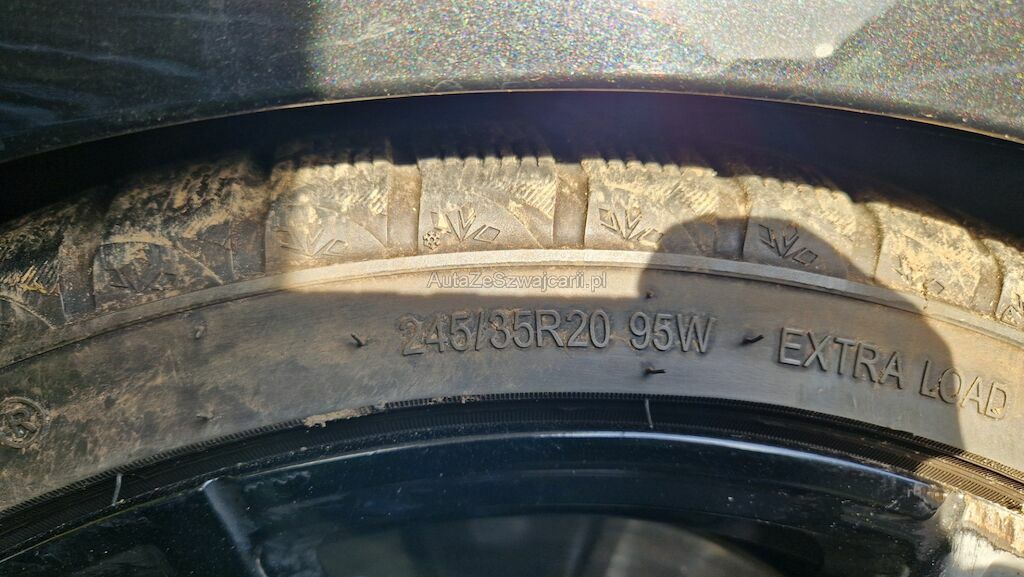 AutaZeSzwajcarii.pl
245/35R20 95W EXTRA LOAD
®